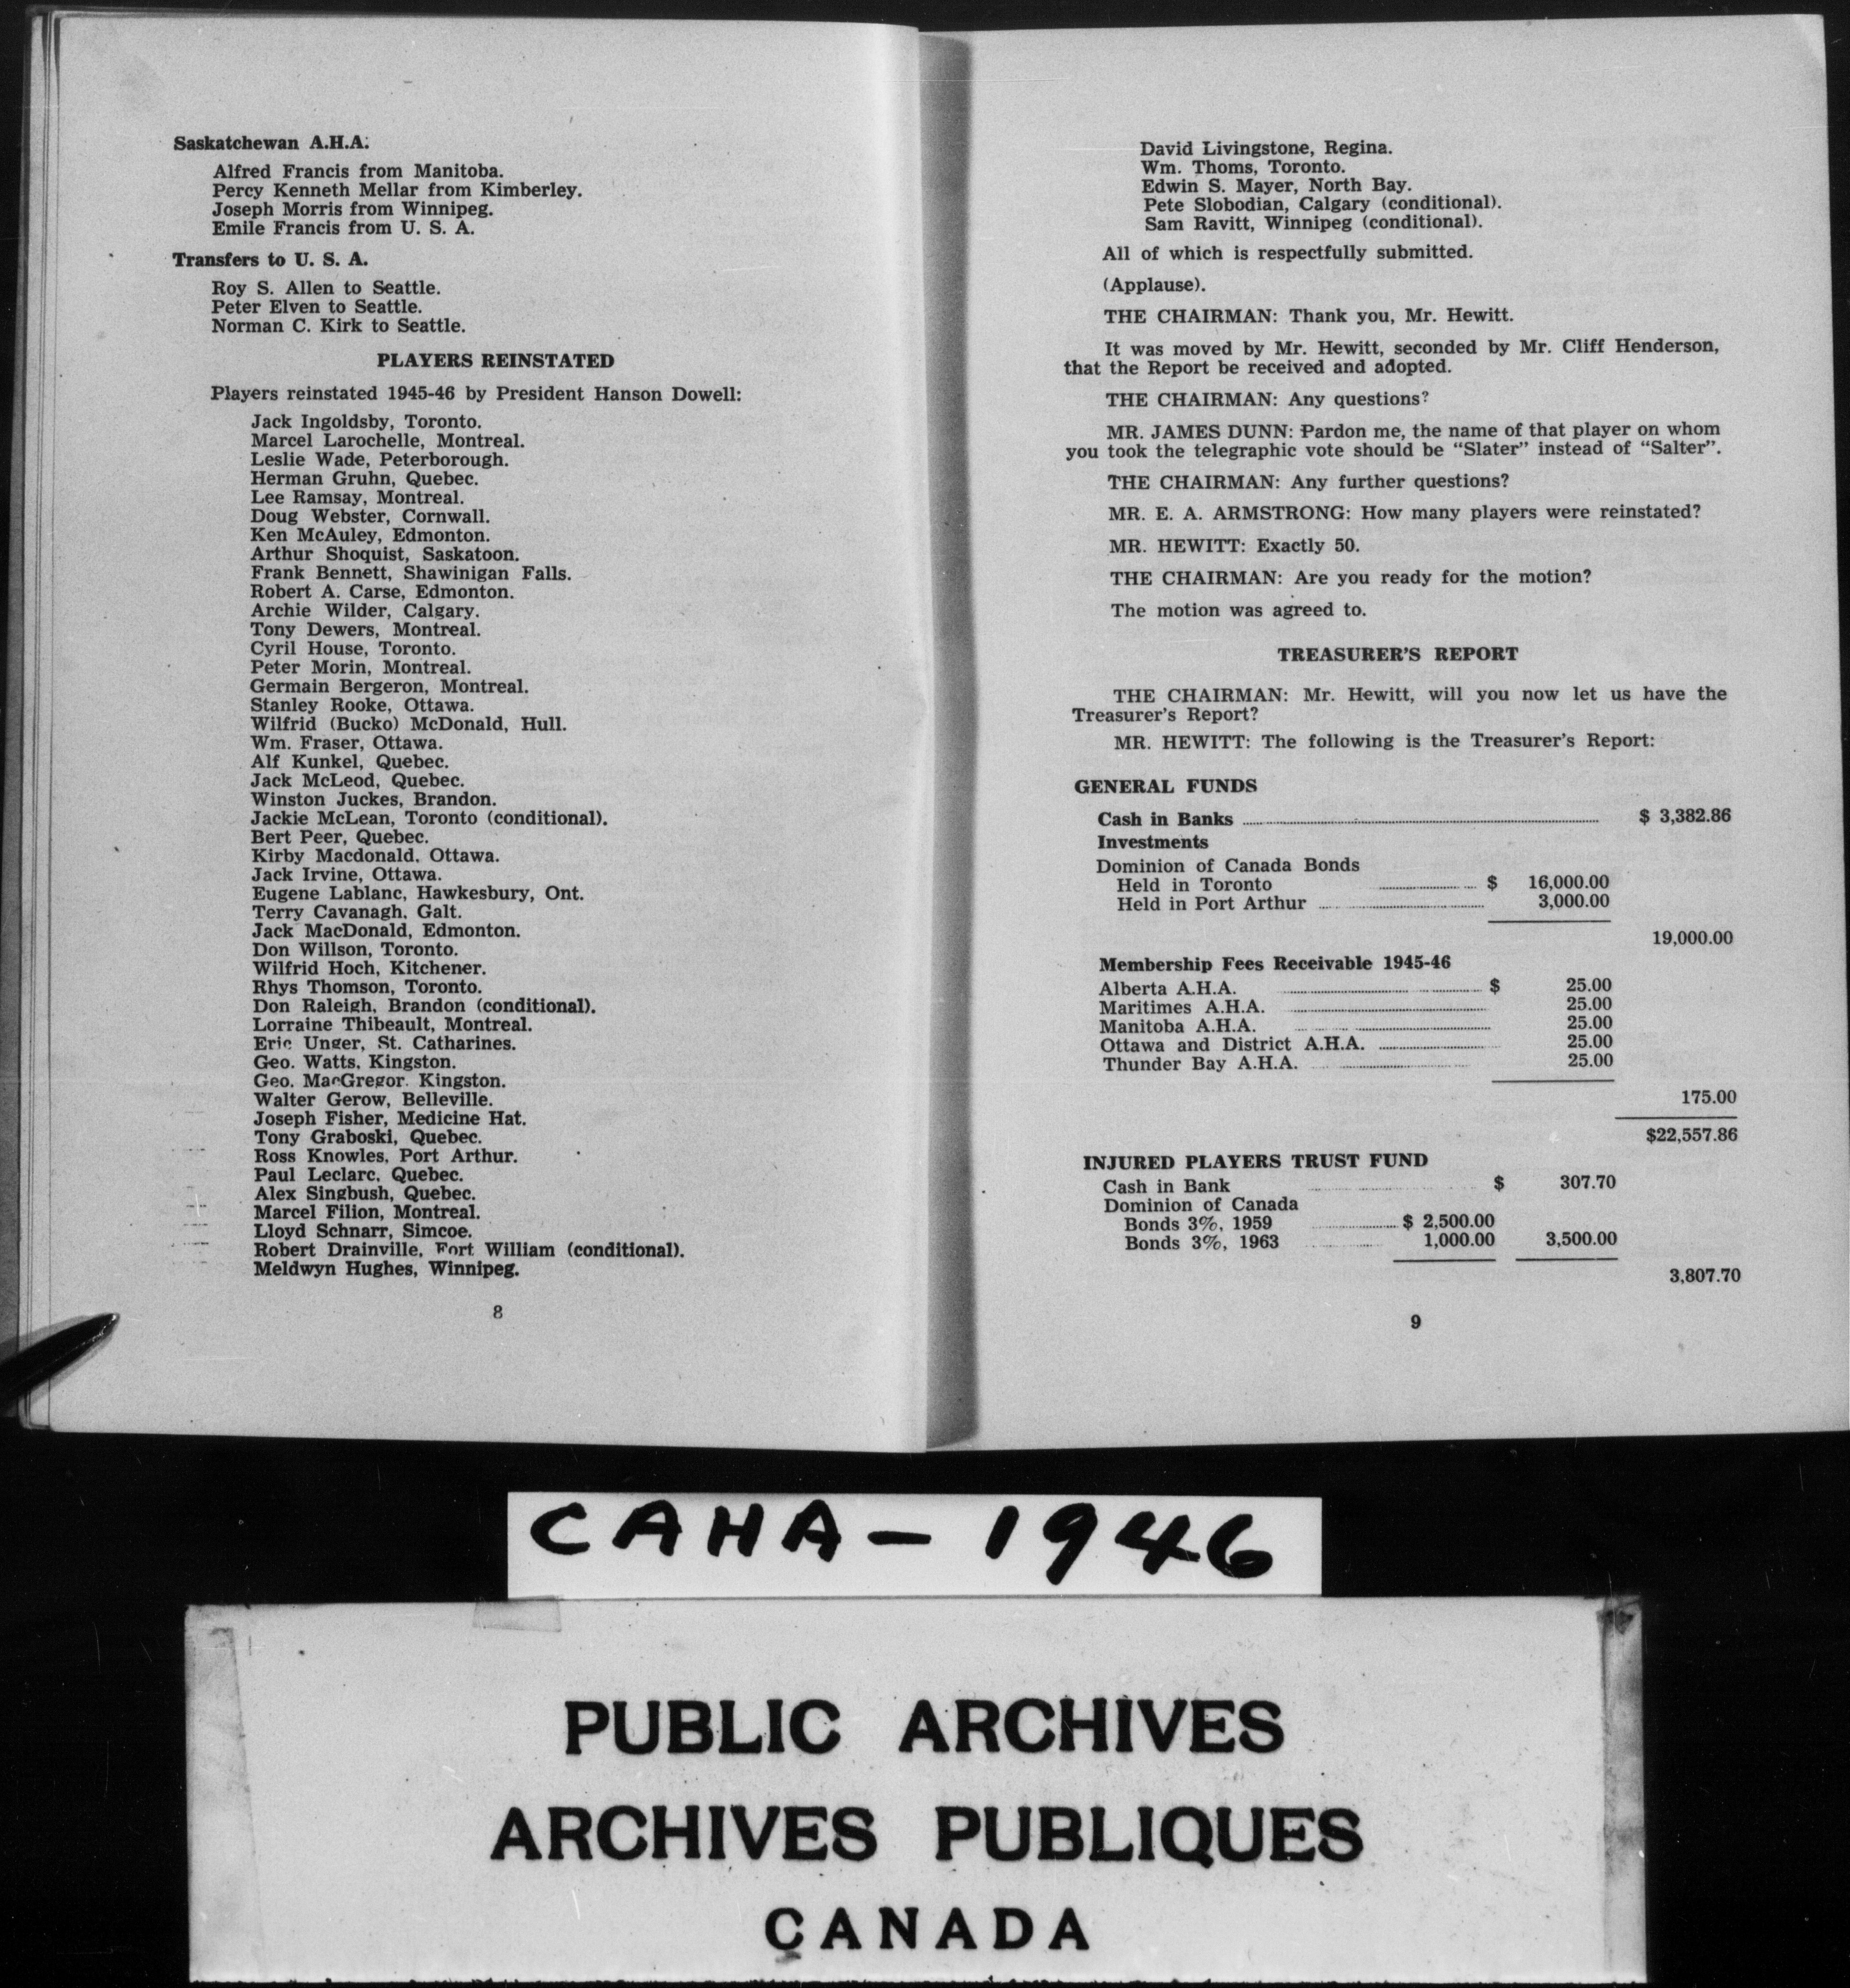 Saskatchewan A.H.A.
Alfred Francis from Manitoba.
Percy Kenneth Mellar from Kimberley.
Joseph Morris from Winnipeg.
Emile Francis from U. S. A.
Transfers to U. S. A.
Roy S. Allen to Seattle.
Peter Elven to Seattle.
Norman C. Kirk to Seattle.
PLAYERS REINSTATED
Players reinstated 1945-46 by President Hanson Dowell:
Jack Ingoldsby, Toronto.
Marcel Larochelle, Montreal.
Leslie Wade, Peterborough.
Herman Gruhn, Quebec.
Lee Ramsay, Montreal.
Doug Webster, Cornwall.
Ken McAuley, Edmonton.
Arthur Shoquist, Saskatoon.
Frank Bennett, Shawinigan Falls.
Robert A. Carse, Edmonton.
Archie Wilder, Calgary.
Tony Dewers, Montreal.
Cyril House, Toronto.
Peter Morin, Montreal.
Germain Bergeron, Montreal.
Stanley Rooke, Ottawa.
Wilfrid (Bucko) McDonald, Hull.
Wm. Fraser, Ottawa.
Alf Kunkel, Quebec.
Jack McLeod, Quebec.
Winston Juckes, Brandon.
Jackie McLean, Toronto (conditional).
Bert Peer, Quebec.
Kirby Macdonald, Ottawa.
Jack Irvine, Ottawa.
Eugene Lablanc, Hawkesbury, Ont.
Terry Cavanagh, Galt.
Jack MacDonald, Edmonton.
Don Willson, Toronto.
Wilfrid Hoch, Kitchener.
Rhys Thomson, Toronto.
Don Raleigh, Brandon (conditional).
Lorraine Thibeault, Montreal.
Eric Unger, St. Catharines.
Geo. Watts, Kingston.
Geo. MacGregor, Kingston.
Walter Gerow, Belleville.
Joseph Fisher, Medicine Hat.
Tony Graboski, Quebec.
Ross Knowles, Port Arthur.
Paul Leclarc, Quebec.
Alex Singbush, Quebec.
Marcel Filion, Montreal.
Lloyd Schnarr, Simcoe.
Robert Drainville, Fort William (conditional).
Meldwyn Hughes, Winnipeg.
8
David Livingstone, Regina.
Wm. Thoms, Toronto.
Edwin S. Mayer, North Bay.
Pete Slobodian, Calgary (conditional).
Sam Ravitt, Winnipeg (conditional).
All of which is respectfully submitted.
(Applause).
THE CHAIRMAN: Thank you, Mr. Hewitt.
It was moved by Mr. Hewitt, seconded by Mr. Cliff Henderson,
that the Report be received and adopted.
THE CHAIRMAN: Any questions?
MR. JAMES DUNN: Pardon me, the name of that player on whom
you took the telegraphic vote should be "Slater" instead of "Salter".
THE CHAIRMAN: Any further questions?
MR. E. A. ARMSTRONG: How many players were reinstated?
MR. HEWITT: Exactly 50.
THE CHAIRMAN: Are you ready for the motion?
The motion was agreed to.
TREASURER'S REPORT
THE CHAIRMAN: Mr. Hewitt, will you now let us have the
Treasurer's Report?
MR. HEWITT: The following is the Treasurer's Report:
GENERAL FUNDS
Cash in Banks $ 3,382.86
Investments
Dominion of Canada Bonds
Held in Toronto $ 16,000.00
Held in Port Arthur 3,000.00
19,000.00
Membership Fees Receivable 1945-46
Alberta A.H.A. $ 25.00
Maritimes A.H.A. 25.00
Manitoba A.H.A. 25.00
Ottawa and District A.H.A. 25.00
Thunder Bay A.H.A. 25.00
175.00
$22,557.86
INJURED PLAYERS TRUST FUND
Cash in Bank $ 307.70
Dominion of Canada
Bonds 3%, 1959 $ 2,500.00
Bonds 3%, 1963 1,000.00 3,500.00
3,807.70
9
CAHA - 1946
PUBLIC ARCHIVES
ARCHIVES PUBLIQUES
CANADA